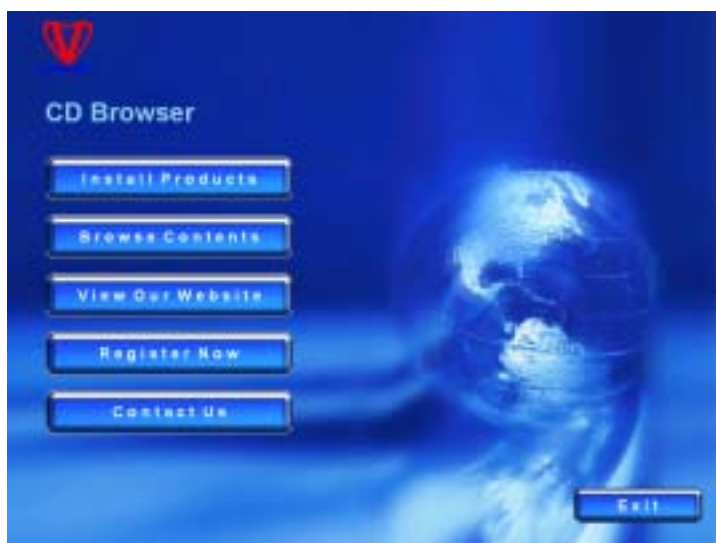 CD Browser
Install Products
Browse Contents
View Our Website
Register Now
Contact Us
Exit